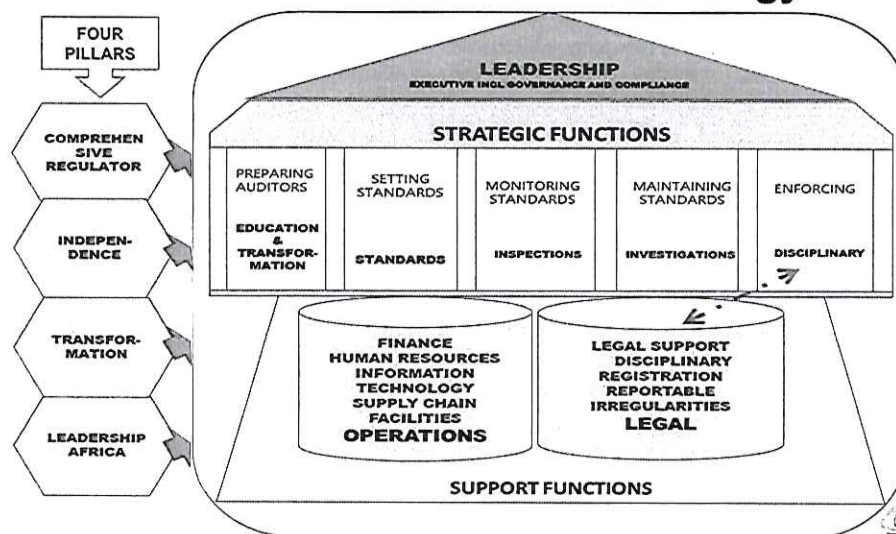 FOUR
PILLARS
COMPREHEN
SIVE
REGULATOR
INDEPEN-
DENCE
TRANSFOR-
MATION
LEADERSHIP
AFRICA
LEADERSHIP
EXECUTIVE INCL GOVERNANCE AND COMPLIANCE
STRATEGIC FUNCTIONS
PREPARING
AUDITORS
EDUCATION
&
TRANSFOR-
MATION
SETTING
STANDARDS
STANDARDS
MONITORING
STANDARDS
INSPECTIONS
MAINTAINING
STANDARDS
INVESTIGATIONS
ENFORCING
DISCIPLINARY
FINANCE
HUMAN RESOURCES
INFORMATION
TECHNOLOGY
SUPPLY CHAIN
FACILITIES
OPERATIONS
LEGAL SUPPORT
DISCIPLINARY
REGISTRATION
REPORTABLE
IRREGULARITIES
LEGAL
SUPPORT FUNCTIONS